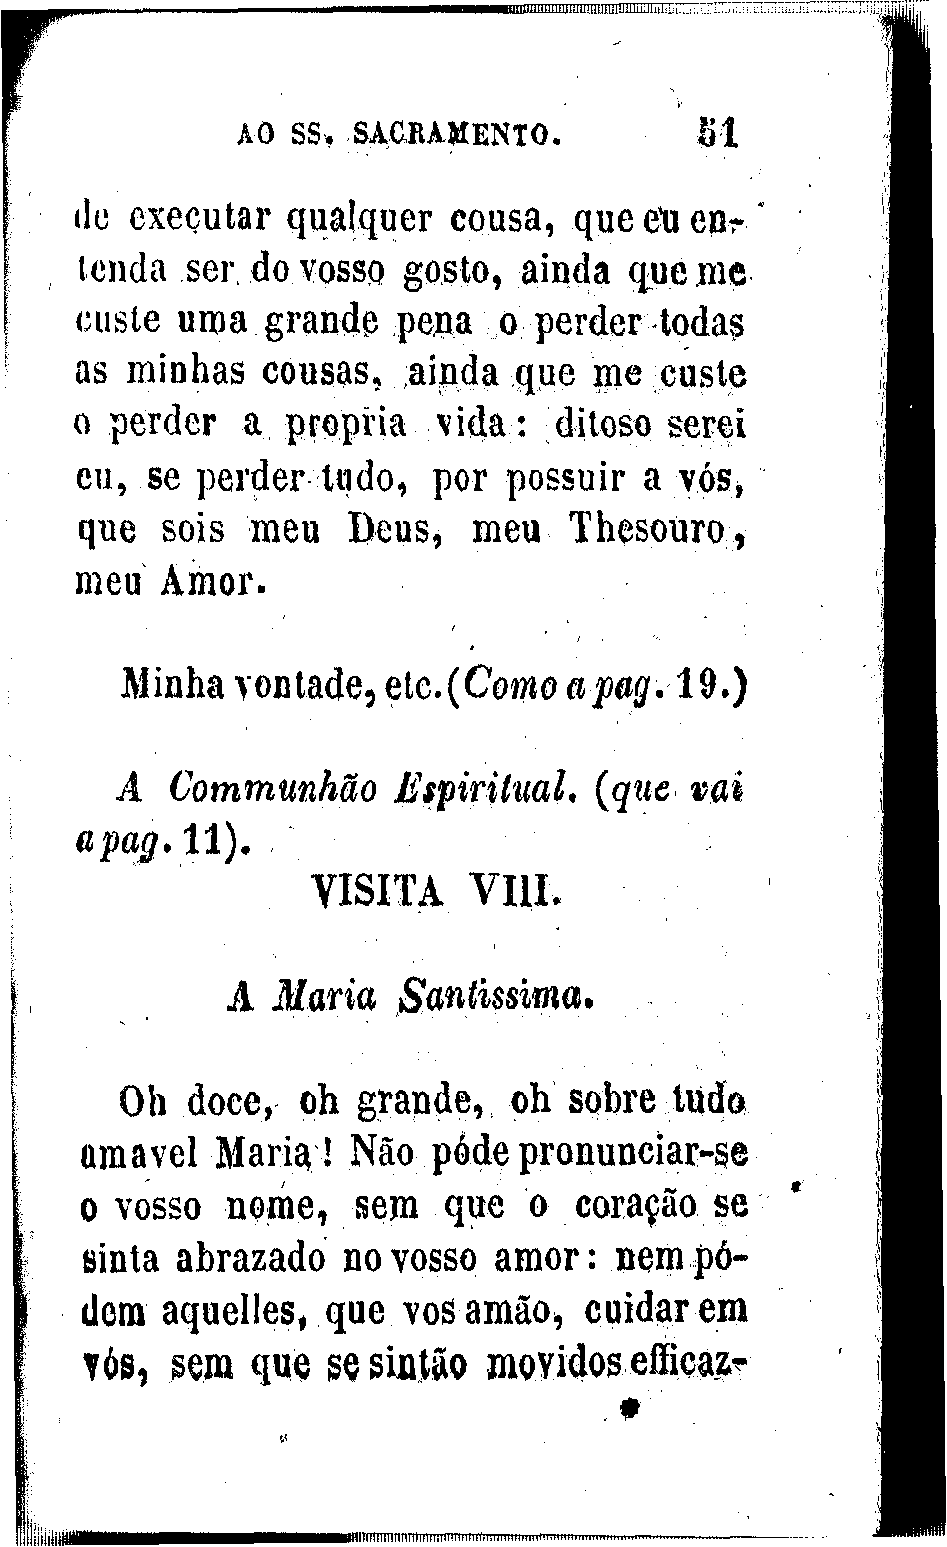 AO SS. SACRAMENTO. 51
de executar qualquer cousa, que eu en-
tenda ser do vosso gosto, ainda que me
custe uma grande pena o perder todas
as minhas cousas, ainda que me custe
o perder a propria vida : ditoso serei
eu, se perder tudo, por possuir a vós,
que sois meu Deus, meu Thesouro,
meu Amor.
Minha vontade, etc. (Como a pag. 19.)
A Communhão Espiritual. (que vai
a pag. 11).
VISITA VIII.
A Maria Santissima.
Oh doce, oh grande, oh sobre tudo
amavel Maria ! Não póde pronunciar-se
o vosso nome, sem que o coração se
sinta abrazado no vosso amor : nem pó-
dem aquelles, que vos amão, cuidar em
vós, sem que se sintão movidos efficaz-